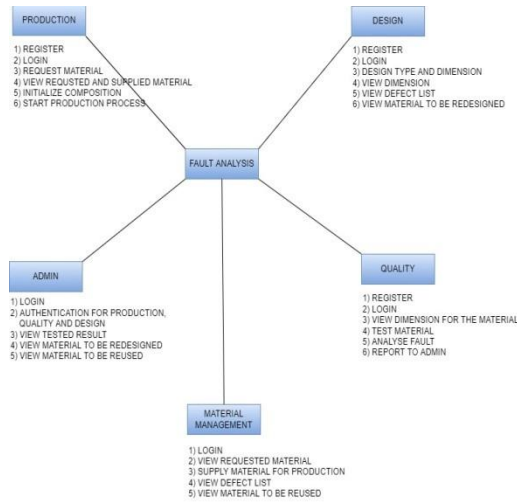 PRODUCTION
1) REGISTER
2) LOGIN
3) REQUEST MATERIAL
4) VIEW REQUSTED AND SUPPLIED MATERIAL
5) INITIALIZE COMPOSITION
6) START PRODUCTION PROCESS
DESIGN
1) REGISTER
2) LOGIN
3) DESIGN TYPE AND DIMENSION
4) VIEW DIMENSION
5) VIEW DEFECT LIST
6) VIEW MATERIAL TO BE REDESIGNED
FAULT ANALYSIS
ADMIN
1) LOGIN
2) AUTHENTICATION FOR PRODUCTION,
QUALITY AND DESIGN
3) VIEW TESTED RESULT
4) VIEW MATERIAL TO BE REDESIGNED
5) VIEW MATERIAL TO BE REUSED
QUALITY
1) REGISTER
2) LOGIN
3) VIEW DIMENSION FOR THE MATERIAL
4) TEST MATERIAL
5) ANALYSE FAULT
6) REPORT TO ADMIN
MATERIAL
MANAGEMENT
1) LOGIN
2) VIEW REQUESTED MATERIAL
3) SUPPLY MATERIAL FOR PRODUCTION
4) VIEW DEFECT LIST
5) VIEW MATERIAL TO BE REUSED